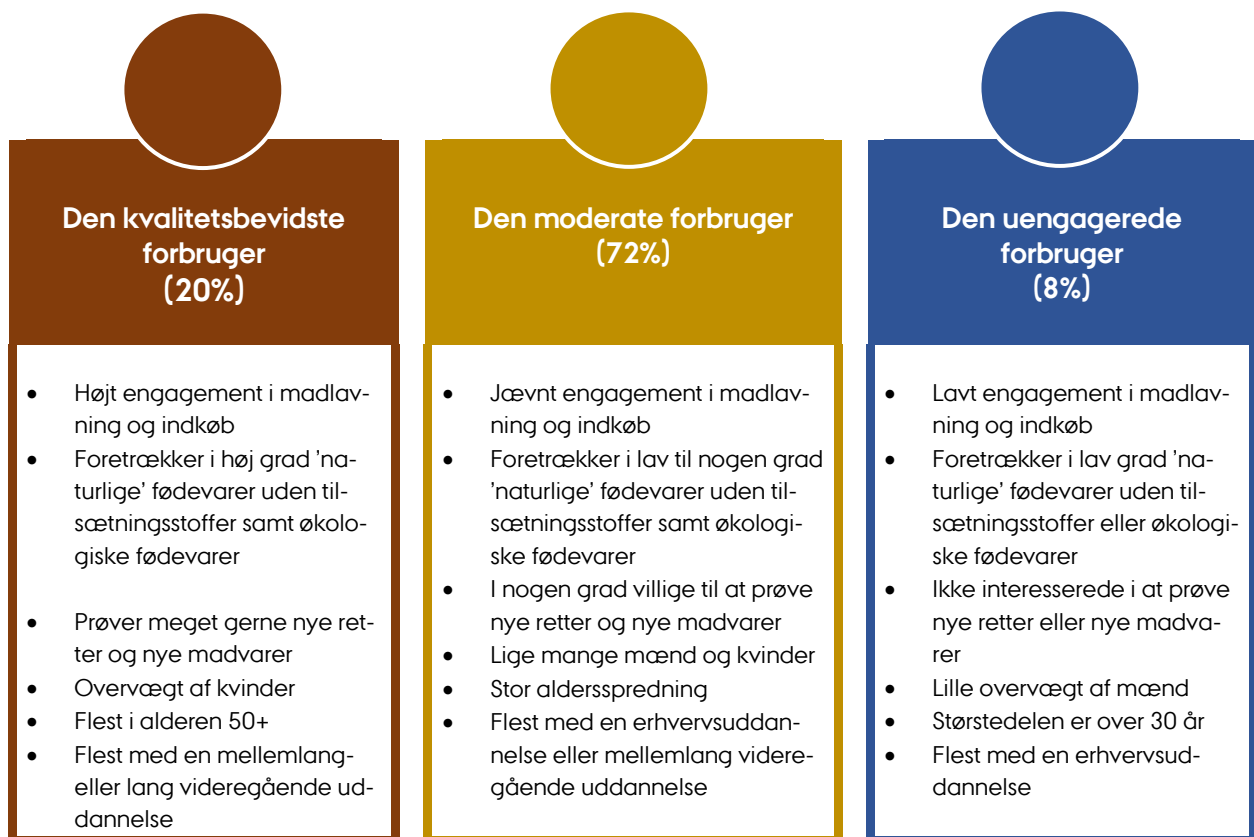 Den kvalitetsbevidste
forbruger
(20%)
• Højt engagement i madlav-
ning og indkøb
• Foretrækker i høj grad 'na-
turlige' fødevarer uden til-
sætningsstoffer samt økolo-
giske fødevarer
• Prøver meget gerne nye ret-
ter og nye madvarer
• Overvægt af kvinder
• Flest i alderen 50+
• Flest med en mellemlang-
eller lang videregående ud-
dannelse
Den moderate forbruger
(72%)
• Jævnt engagement i madlav-
ning og indkøb
• Foretrækker i lav til nogen grad
'naturlige' fødevarer uden til-
sætningsstoffer samt økologi-
ske fødevarer
• I nogen grad villige til at prøve
nye retter og nye madvarer
• Lige mange mænd og kvinder
• Stor aldersspredning
• Flest med en erhvervsuddan-
nelse eller mellemlang videre-
gående uddannelse
Den uengagerede
forbruger
(8%)
• Lavt engagement i madlav-
ning og indkøb
• Foretrækker i lav grad 'na-
turlige' fødevarer uden til-
sætningsstoffer eller økologi-
ske fødevarer
• Ikke interesserede i at prøve
nye retter eller nye madva-
rer
• Lille overvægt af mænd
• Størstedelen er over 30 år
• Flest med en erhvervsud-
dannelse